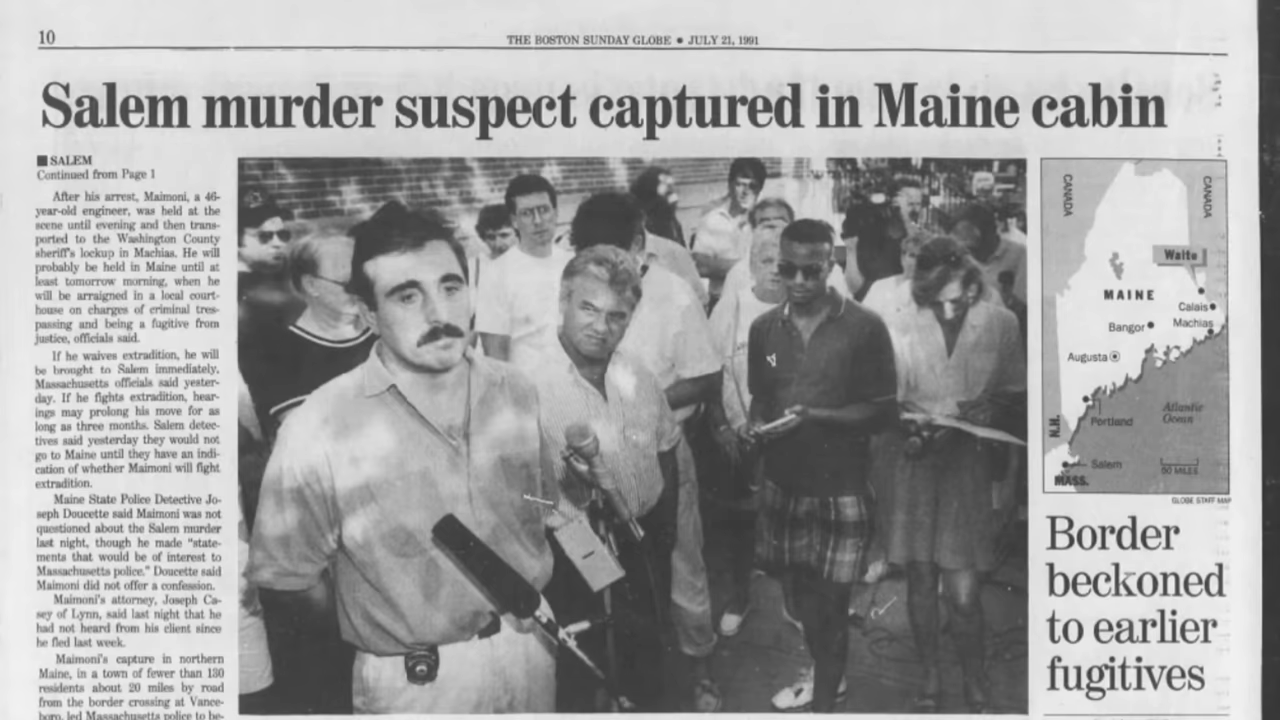 10
THE BOSTON SUNDAY GLOBE • JULY 21, 1991
Salem murder suspect captured in Maine cabin
■ SALEM
Continued from Page 1
After his arrest, Maimoni, a 46-
year-old engineer, was held at the
scene until evening and then trans-
ported to the Washington County
sheriff's lockup in Machias. He will
probably be held in Maine until at
least tomorrow morning, when he
will be arraigned in a local court-
house on charges of criminal tres-
passing and being a fugitive from
justice, officials said.
If he waives extradition, he will
be brought to Salem immediately,
Massachusetts officials said yester-
day. If he fights extradition, hear-
ings may prolong his move for as
long as three months. Salem detec-
tives said yesterday they would not
go to Maine until they have an indi-
cation of whether Maimoni will fight
extradition.
Maine State Police Detective Jo-
seph Doucette said Maimoni was not
questioned about the Salem murder
last night, though he made "state-
ments that would be of interest to
Massachusetts police." Doucette said
Maimoni did not offer a confession.
Maimoni's attorney, Joseph Ca-
sey of Lynn, said last night that he
had not heard from his client since
he fled last week.
Maimoni's capture in northern
Maine, in a town of fewer than 130
residents about 20 miles by road
from the border crossing at Vance-
boro, led Massachusetts police to be-
CANADA
CANADA
Waite
MAINE
Calais
Machias
Bangor
Augusta
Portland
Atlantic
Ocean
N.H.
Salem
50 MILES
MASS.
GLOBE STAFF MAP
Border
beckoned
to earlier
fugitives